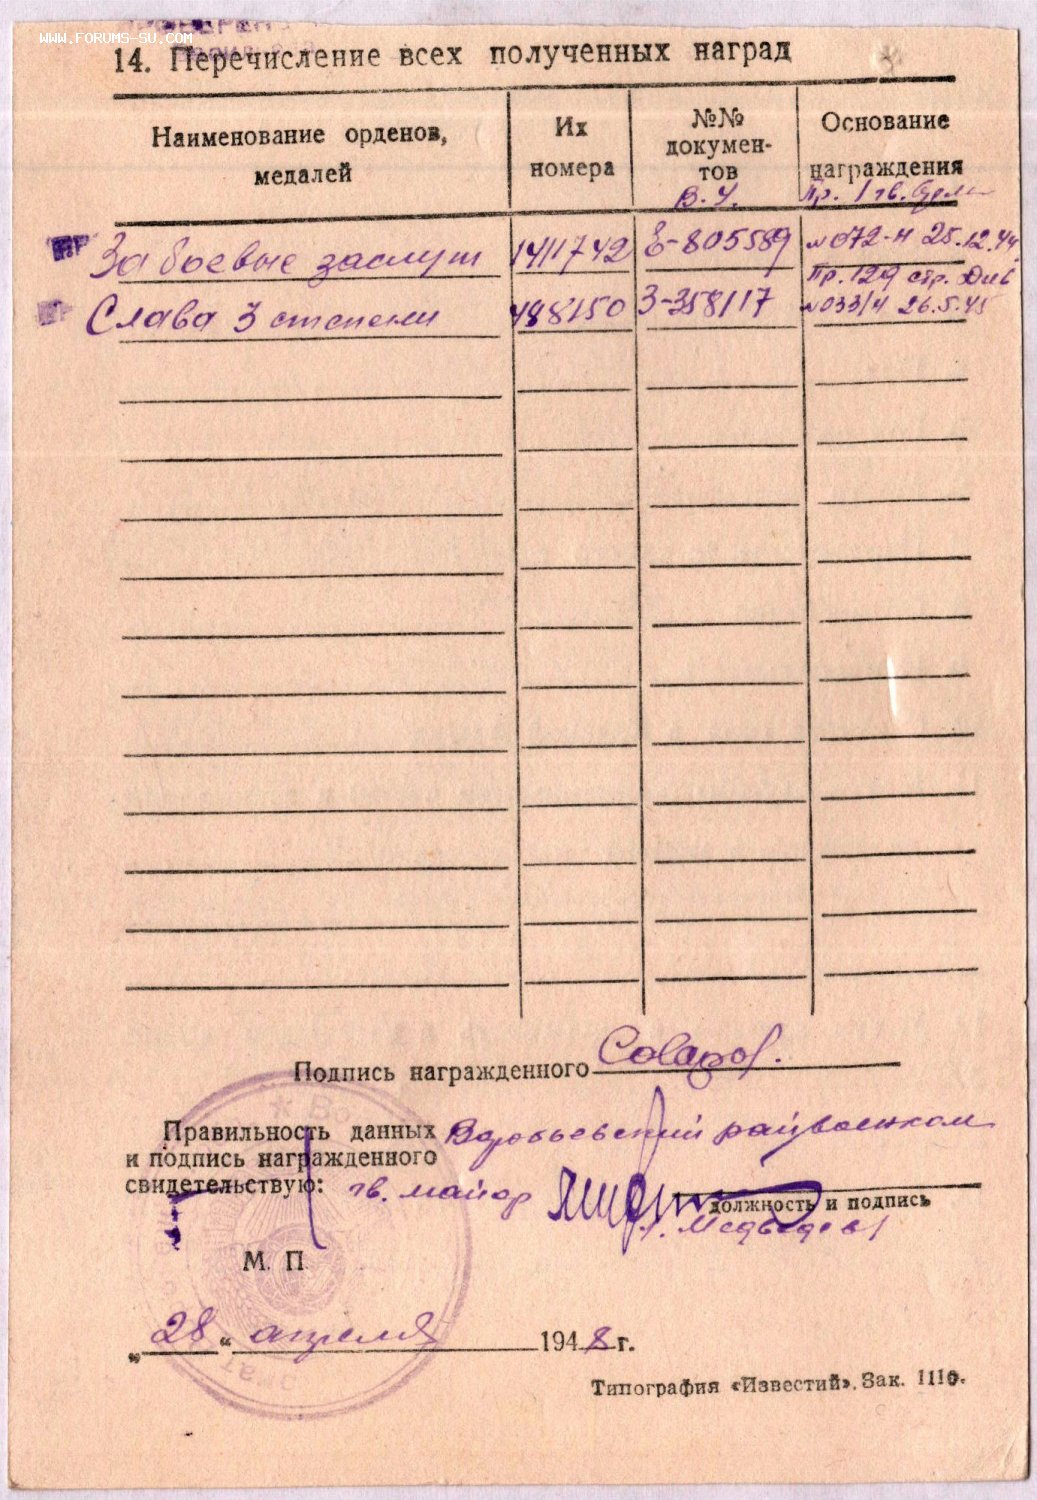 WWW.FORUMS-SU.COM
14. Перечисление всех полученных наград
Наименование орденов, медалей
Их номера
№№ документов
В.Ч.
Основание награждения
Пр. 1 гв.
За боевые заслуги 1411742 Е-805589 №072-н 25.12.44
Пр. 129 стр. Див
Слава 3 степени 488150 З-358117 №033/н 26.5.45
Подпись награжденного
Правильность данных Воробьевский райвоенком
и подпись награжденного
свидетельствую: гв. майор
должность и подпись
/. Медведев/
М. П.
„28“ апреля 1948 г.
Типография «Известий». Зак. 1110.